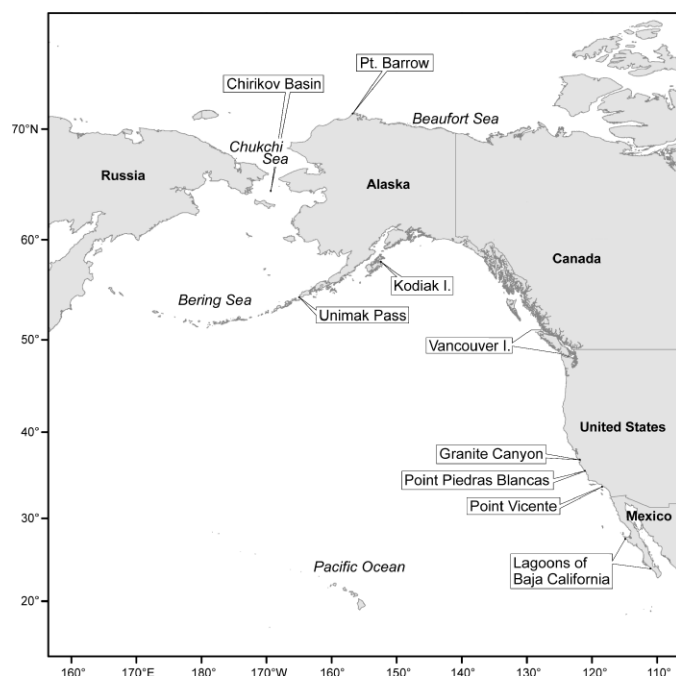 Pt. Barrow
Chirikov Basin
Beaufort Sea
70°N
Chukchi
Sea
Russia
Alaska
60°
Canada
Kodiak I.
Bering Sea
Unimak Pass
50°
Vancouver I.
40°
United States
Granite Canyon
Point Piedras Blancas
Point Vicente
30°
Mexico
Pacific Ocean
Lagoons of
Baja California
20°
160° 170°E 180° 170°W 160° 150° 140° 130° 120° 110°